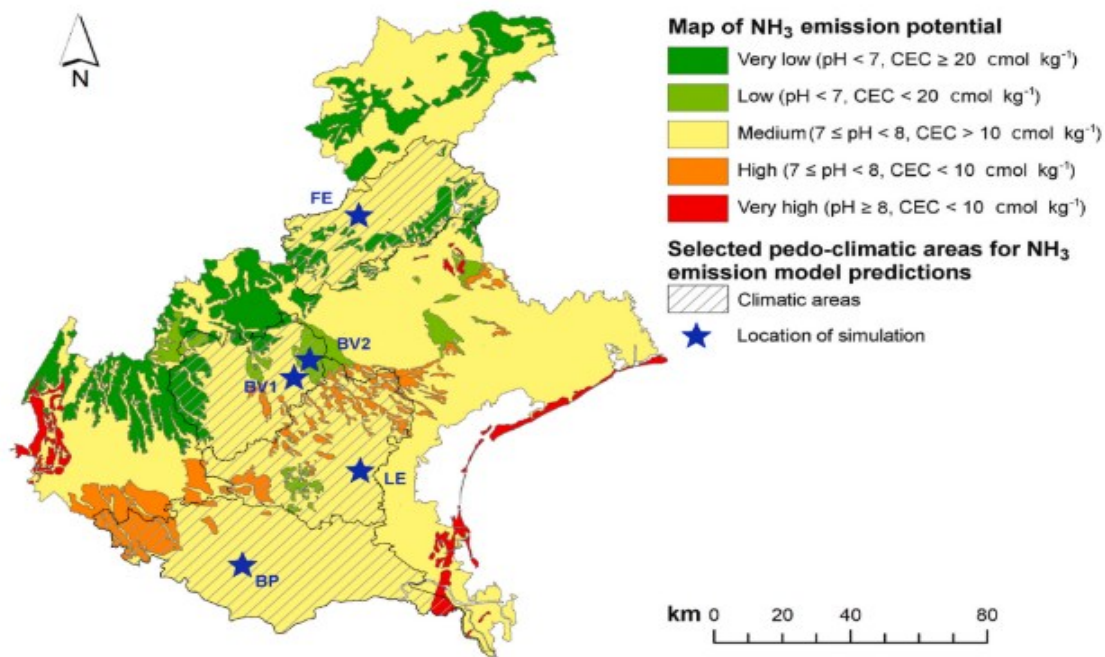 N
FE
BV2
BV1
LE
BP
Map of NH₃ emission potential
Very low (pH < 7, CEC ≥ 20 cmol kg⁻¹)
Low (pH < 7, CEC < 20 cmol kg⁻¹)
Medium (7 ≤ pH < 8, CEC > 10 cmol kg⁻¹)
High (7 ≤ pH < 8, CEC < 10 cmol kg⁻¹)
Very high (pH ≥ 8, CEC < 10 cmol kg⁻¹)
Selected pedo-climatic areas for NH₃
emission model predictions
Climatic areas
Location of simulation
km 0 20 40 80